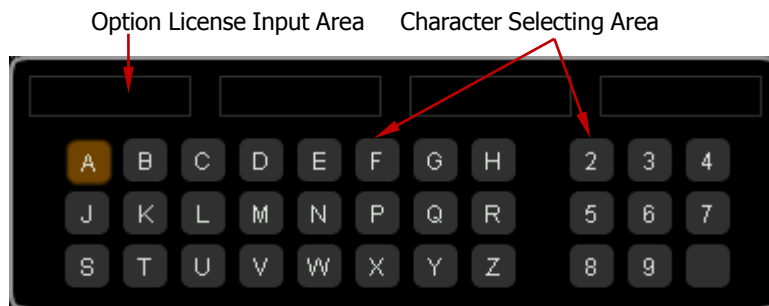 Option License Input Area Character Selecting Area
A B C D E F G H 2 3 4
J K L M N P Q R 5 6 7
S T U V W X Y Z 8 9